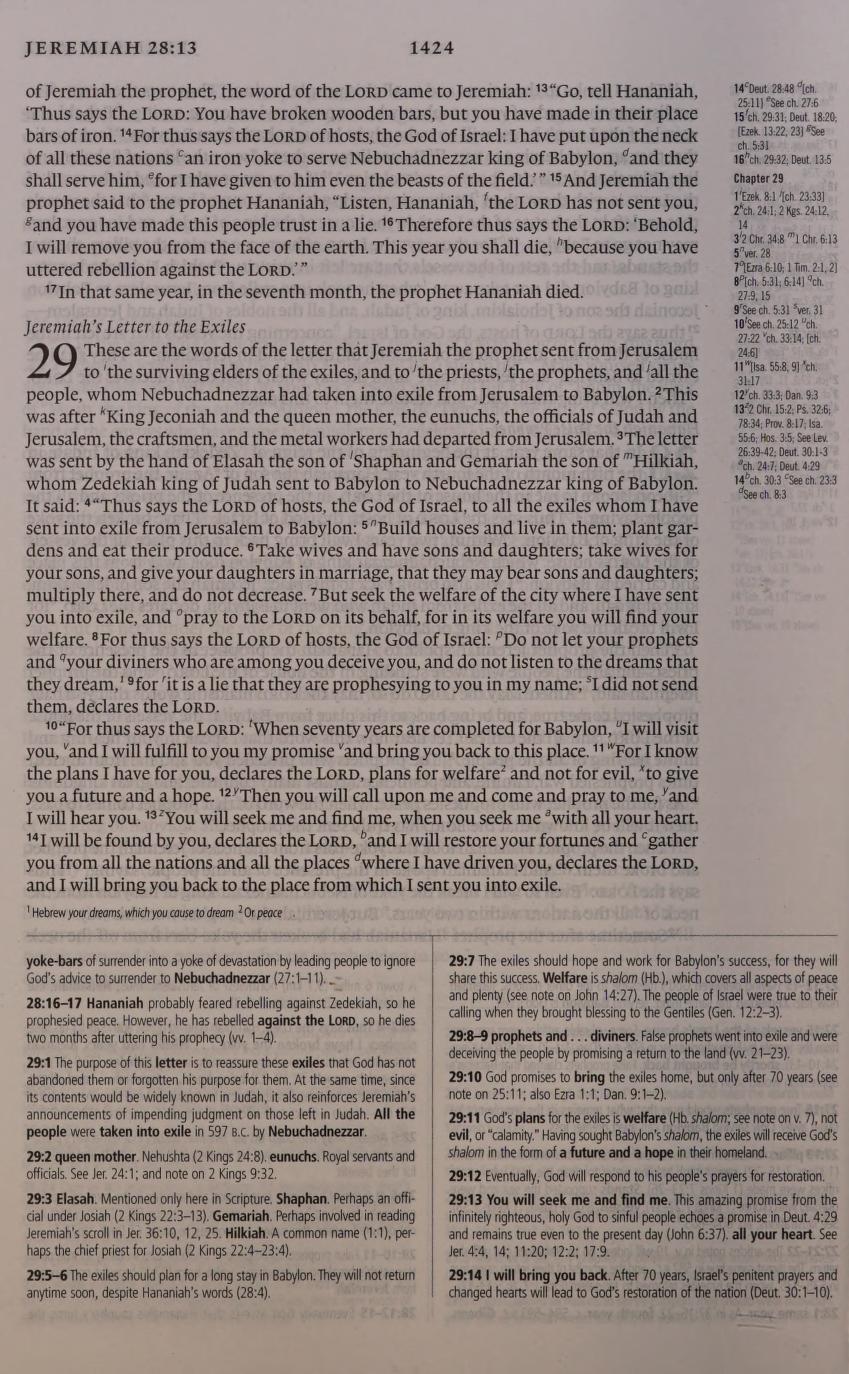 JEREMIAH 28:13
1424
of Jeremiah the prophet, the word of the LORD came to Jeremiah: 13“Go, tell Hananiah,
‘Thus says the LORD: You have broken wooden bars, but you have made in their place
bars of iron. 14For thus says the LORD of hosts, the God of Israel: I have put upon the neck
of all these nations c an iron yoke to serve Nebuchadnezzar king of Babylon, d and they
shall serve him, e for I have given to him even the beasts of the field.’” 15And Jeremiah the
prophet said to the prophet Hananiah, “Listen, Hananiah, f the LORD has not sent you,
g and you have made this people trust in a lie. 16Therefore thus says the LORD: ‘Behold,
I will remove you from the face of the earth. This year you shall die, h because you have
uttered rebellion against the LORD.’”
17In that same year, in the seventh month, the prophet Hananiah died.
Jeremiah’s Letter to the Exiles
29 These are the words of the letter that Jeremiah the prophet sent from Jerusalem
to i the surviving elders of the exiles, and to j the priests, j the prophets, and j all the
people, whom Nebuchadnezzar had taken into exile from Jerusalem to Babylon. 2This
was after k King Jeconiah and the queen mother, the eunuchs, the officials of Judah and
Jerusalem, the craftsmen, and the metal workers had departed from Jerusalem. 3The letter
was sent by the hand of Elasah the son of l Shaphan and Gemariah the son of m Hilkiah,
whom Zedekiah king of Judah sent to Babylon to Nebuchadnezzar king of Babylon.
It said: 4“Thus says the LORD of hosts, the God of Israel, to all the exiles whom I have
sent into exile from Jerusalem to Babylon: 5n Build houses and live in them; plant gar-
dens and eat their produce. 6Take wives and have sons and daughters; take wives for
your sons, and give your daughters in marriage, that they may bear sons and daughters;
multiply there, and do not decrease. 7But seek the welfare of the city where I have sent
you into exile, and o pray to the LORD on its behalf, for in its welfare you will find your
welfare. 8For thus says the LORD of hosts, the God of Israel: p Do not let your prophets
and q your diviners who are among you deceive you, and do not listen to the dreams that
they dream,1 9for r it is a lie that they are prophesying to you in my name; s I did not send
them, declares the LORD.
10“For thus says the LORD: t When seventy years are completed for Babylon, u I will visit
you, v and I will fulfill to you my promise v and bring you back to this place. 11w For I know
the plans I have for you, declares the LORD, plans for welfare2 and not for evil, x to give
you a future and a hope. 12y Then you will call upon me and come and pray to me, y and
I will hear you. 13z You will seek me and find me, when you seek me a with all your heart.
14I will be found by you, declares the LORD, b and I will restore your fortunes and c gather
you from all the nations and all the places d where I have driven you, declares the LORD,
and I will bring you back to the place from which I sent you into exile.
1 Hebrew your dreams, which you cause to dream 2 Or peace
14c Deut. 28:48 d [ch.
25:11] e See ch. 27:6
15f ch. 29:31; Deut. 18:20;
[Ezek. 13:22, 23] g See
ch. 5:31
16h ch. 29:32; Deut. 13:5
Chapter 29
1i Ezek. 8:1 j [ch. 23:33]
2k ch. 24:1; 2 Kgs. 24:12,
14
3l 2 Chr. 34:8 m 1 Chr. 6:13
5n ver. 28
7o [Ezra 6:10; 1 Tim. 2:1, 2]
8p [ch. 5:31; 6:14] q ch.
27:9, 15
9r See ch. 5:31 s ver. 31
10t See ch. 25:12 u ch.
27:22 v ch. 33:14; [ch.
24:6]
11w [Isa. 55:8, 9] x ch.
31:17
12y ch. 33:3; Dan. 9:3
13z 2 Chr. 15:2; Ps. 32:6;
78:34; Prov. 8:17; Isa.
55:6; Hos. 3:5; See Lev.
26:39-42; Deut. 30:1-3
a ch. 24:7; Deut. 4:29
14b ch. 30:3 c See ch. 23:3
d See ch. 8:3
yoke-bars of surrender into a yoke of devastation by leading people to ignore
God’s advice to surrender to Nebuchadnezzar (27:1–11).
28:16–17 Hananiah probably feared rebelling against Zedekiah, so he
prophesied peace. However, he has rebelled against the LORD, so he dies
two months after uttering his prophecy (vv. 1–4).
29:1 The purpose of this letter is to reassure these exiles that God has not
abandoned them or forgotten his purpose for them. At the same time, since
its contents would be widely known in Judah, it also reinforces Jeremiah’s
announcements of impending judgment on those left in Judah. All the
people were taken into exile in 597 B.C. by Nebuchadnezzar.
29:2 queen mother. Nehushta (2 Kings 24:8). eunuchs. Royal servants and
officials. See Jer. 24:1; and note on 2 Kings 9:32.
29:3 Elasah. Mentioned only here in Scripture. Shaphan. Perhaps an offi-
cial under Josiah (2 Kings 22:3–13). Gemariah. Perhaps involved in reading
Jeremiah’s scroll in Jer. 36:10, 12, 25. Hilkiah. A common name (1:1), per-
haps the chief priest for Josiah (2 Kings 22:4–23:4).
29:5–6 The exiles should plan for a long stay in Babylon. They will not return
anytime soon, despite Hananiah’s words (28:4).
29:7 The exiles should hope and work for Babylon’s success, for they will
share this success. Welfare is shalom (Hb.), which covers all aspects of peace
and plenty (see note on John 14:27). The people of Israel were true to their
calling when they brought blessing to the Gentiles (Gen. 12:2–3).
29:8–9 prophets and . . . diviners. False prophets went into exile and were
deceiving the people by promising a return to the land (vv. 21–23).
29:10 God promises to bring the exiles home, but only after 70 years (see
note on 25:11; also Ezra 1:1; Dan. 9:1–2).
29:11 God’s plans for the exiles is welfare (Hb. shalom; see note on v. 7), not
evil, or “calamity.” Having sought Babylon’s shalom, the exiles will receive God’s
shalom in the form of a future and a hope in their homeland.
29:12 Eventually, God will respond to his people’s prayers for restoration.
29:13 You will seek me and find me. This amazing promise from the
infinitely righteous, holy God to sinful people echoes a promise in Deut. 4:29
and remains true even to the present day (John 6:37). all your heart. See
Jer. 4:4, 14; 11:20; 12:2; 17:9.
29:14 I will bring you back. After 70 years, Israel’s penitent prayers and
changed hearts will lead to God’s restoration of the nation (Deut. 30:1–10).